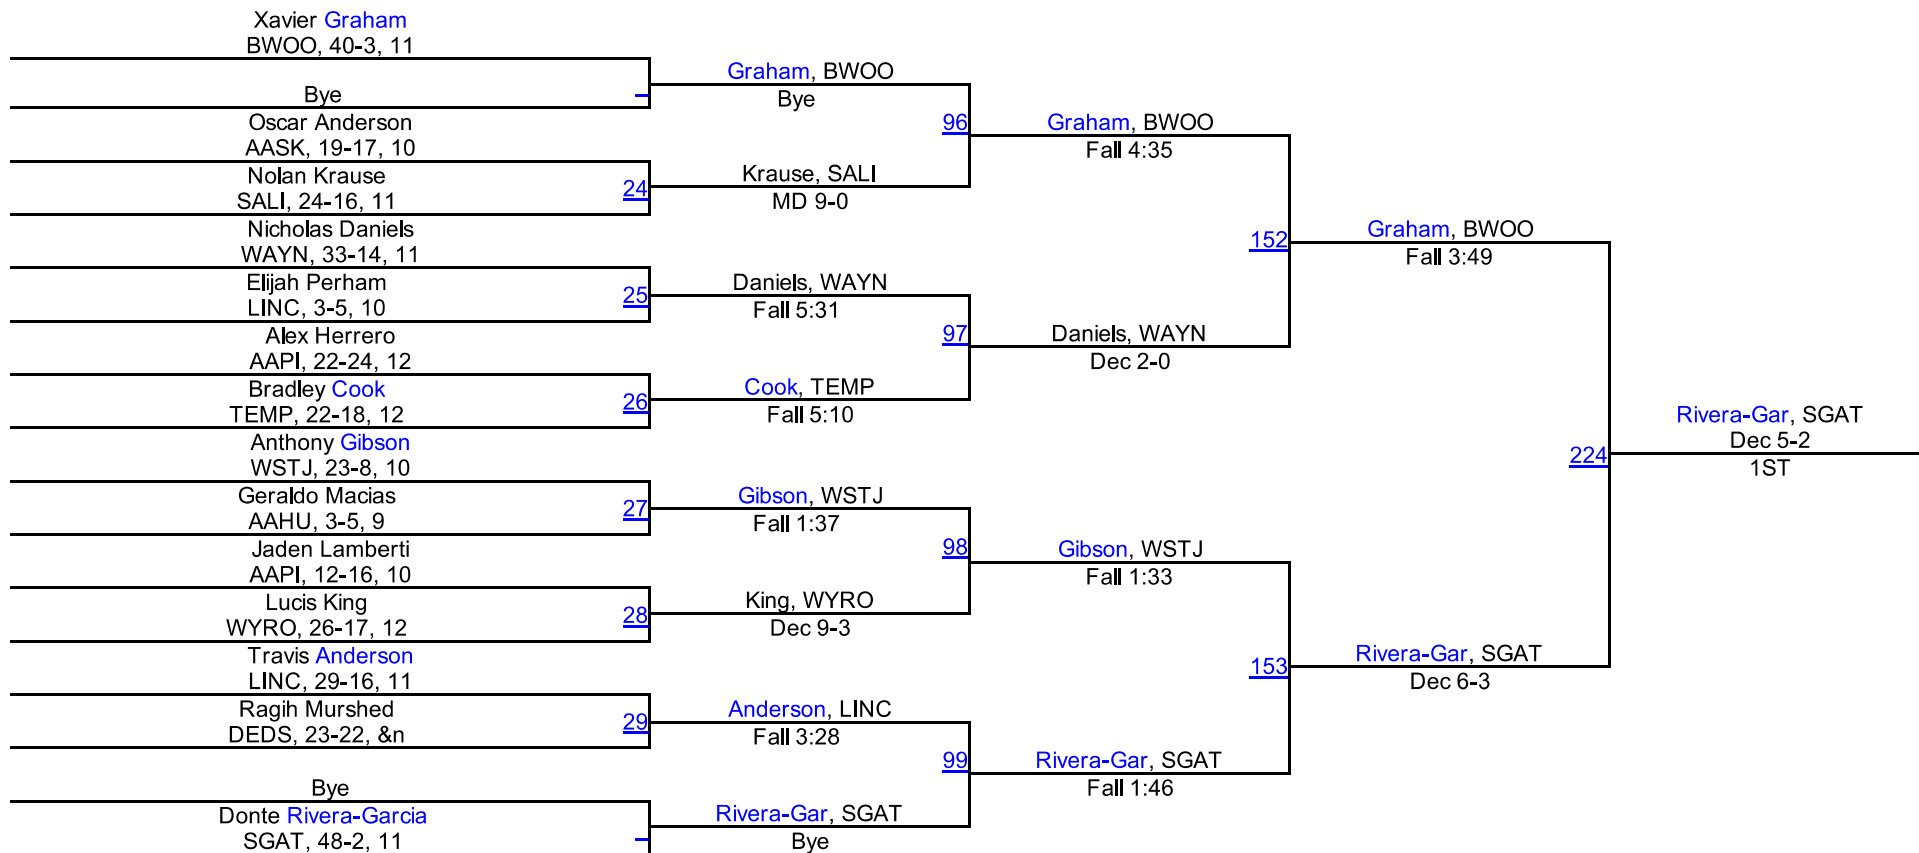 Xavier Graham
BWOO, 40-3, 11
Bye
Oscar Anderson
AASK, 19-17, 10
Nolan Krause
SALI, 24-16, 11
Nicholas Daniels
WAYN, 33-14, 11
Elijah Perham
LINC, 3-5, 10
Alex Herrero
AAPI, 22-24, 12
Bradley Cook
TEMP, 22-18, 12
Anthony Gibson
WSTJ, 23-8, 10
Geraldo Macias
AAHU, 3-5, 9
Jaden Lamberti
AAPI, 12-16, 10
Lucis King
WYRO, 26-17, 12
Travis Anderson
LINC, 29-16, 11
Ragih Murshed
DEDS, 23-22, &n
Bye
Donte Rivera-Garcia
SGAT, 48-2, 11
24
25
26
27
28
29
Graham, BWOO
Bye
Krause, SALI
MD 9-0
Daniels, WAYN
Fall 5:31
Cook, TEMP
Fall 5:10
Gibson, WSTJ
Fall 1:37
King, WYRO
Dec 9-3
Anderson, LINC
Fall 3:28
Rivera-Gar, SGAT
Bye
96
97
98
99
Graham, BWOO
Fall 4:35
Daniels, WAYN
Dec 2-0
Gibson, WSTJ
Fall 1:33
Rivera-Gar, SGAT
Fall 1:46
152
153
Graham, BWOO
Fall 3:49
Rivera-Gar, SGAT
Dec 6-3
224
Rivera-Gar, SGAT
Dec 5-2
1ST